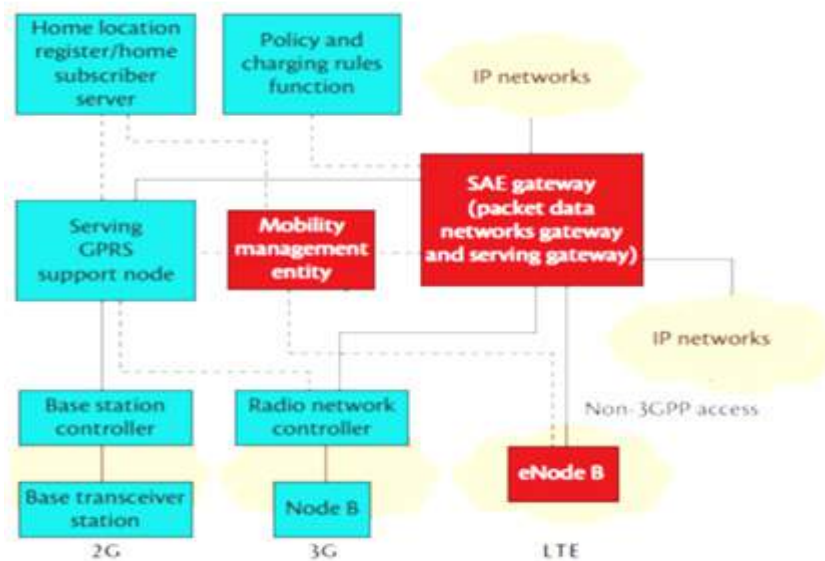 Home location
register/home
subscriber
server
Policy and
charging rules
function
IP networks
SAE gateway
(packet data
networks gateway
and serving gateway)
Serving
GPRS
support node
Mobility
management
entity
IP networks
Non-3GPP access
Base station
controller
Radio network
controller
eNode B
Base transceiver
station
Node B
2G
3G
LTE